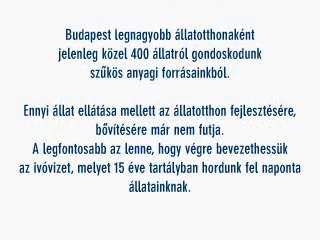 Budapest legnagyobb állatotthonaként
jelenleg közel 400 állatról gondoskodunk
szűkös anyagi forrásainkból.
Ennyi állat ellátása mellett az állatotthon fejlesztésére,
bővítésére már nem futja.
A legfontosabb az lenne, hogy végre bevezethessük
az ivóvizet, melyet 15 éve tartályban hordunk fel naponta
állatainknak.